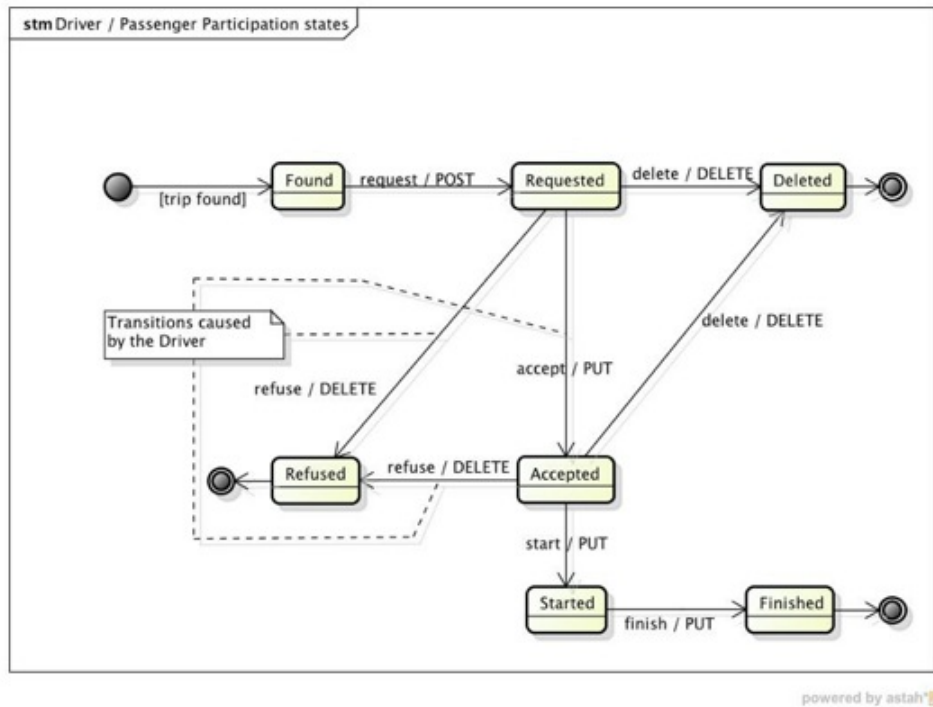 stm Driver / Passenger Participation states
Found
request / POST
Requested
delete / DELETE
Deleted
[trip found]
Transitions caused
by the Driver
delete / DELETE
accept / PUT
refuse / DELETE
Refused
refuse / DELETE
Accepted
start / PUT
Started
finish / PUT
Finished
powered by astah*